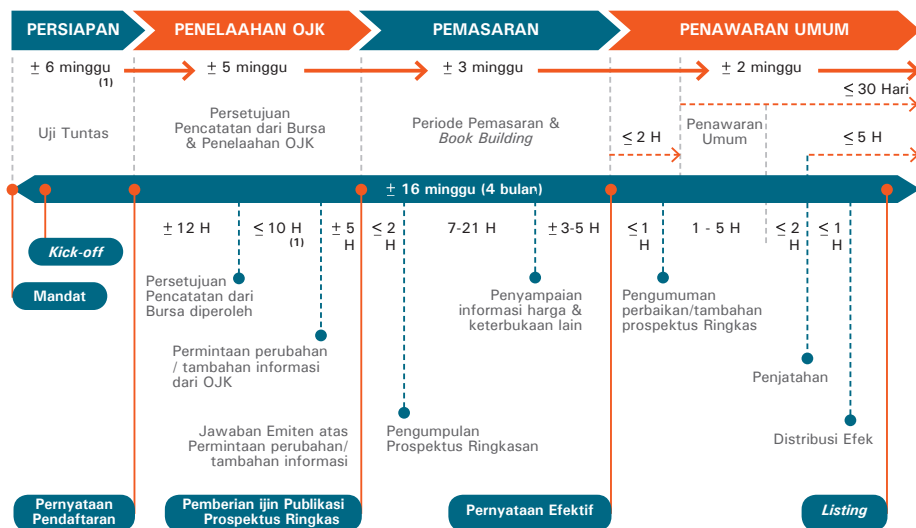 PERSIAPAN
PENELAAHAN OJK
PEMASARAN
PENAWARAN UMUM
± 6 minggu
(1)
± 5 minggu
± 3 minggu
± 2 minggu
≤ 30 Hari
Uji Tuntas
Persetujuan
Pencatatan dari Bursa
& Penelaahan OJK
Periode Pemasaran &
Book Building
≤ 2 H
Penawaran
Umum
≤ 5 H
± 16 minggu (4 bulan)
± 12 H
≤ 10 H
(1)
± 5
H
≤ 2
H
7-21 H
±3-5 H
≤ 1
H
1 - 5 H
≤ 2
H
≤ 1
H
Kick-off
Mandat
Persetujuan
Pencatatan dari
Bursa diperoleh
Permintaan perubahan
/ tambahan informasi
dari OJK
Jawaban Emiten atas
Permintaan perubahan/
tambahan informasi
Pengumpulan
Prospektus Ringkasan
Penyampaian
informasi harga &
keterbukaan lain
Pengumuman
perbaikan/tambahan
prospektus Ringkas
Penjatahan
Distribusi Efek
Pernyataan
Pendaftaran
Pemberian ijin Publikasi
Prospektus Ringkas
Pernyataan Efektif
Listing